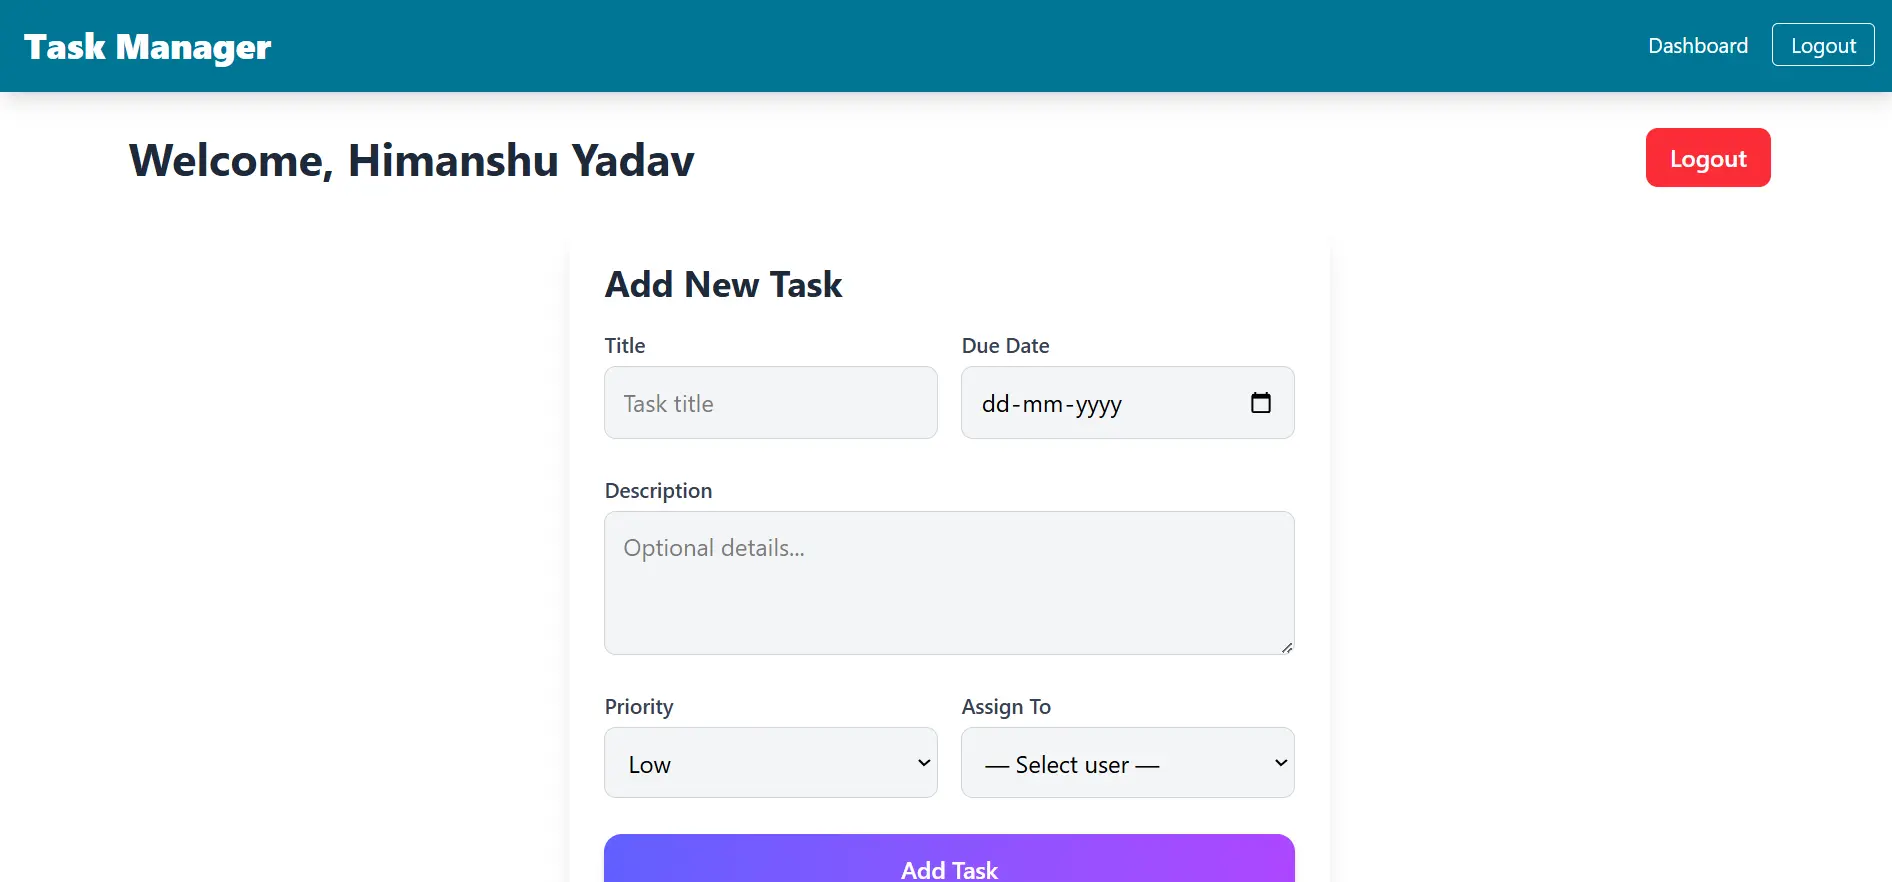 Task Manager
Dashboard
Logout
Welcome, Himanshu Yadav
Logout
Add New Task
Title
Due Date
Task title
dd-mm-yyyy
Description
Optional details...
Priority
Assign To
Low
— Select user —
Add Task